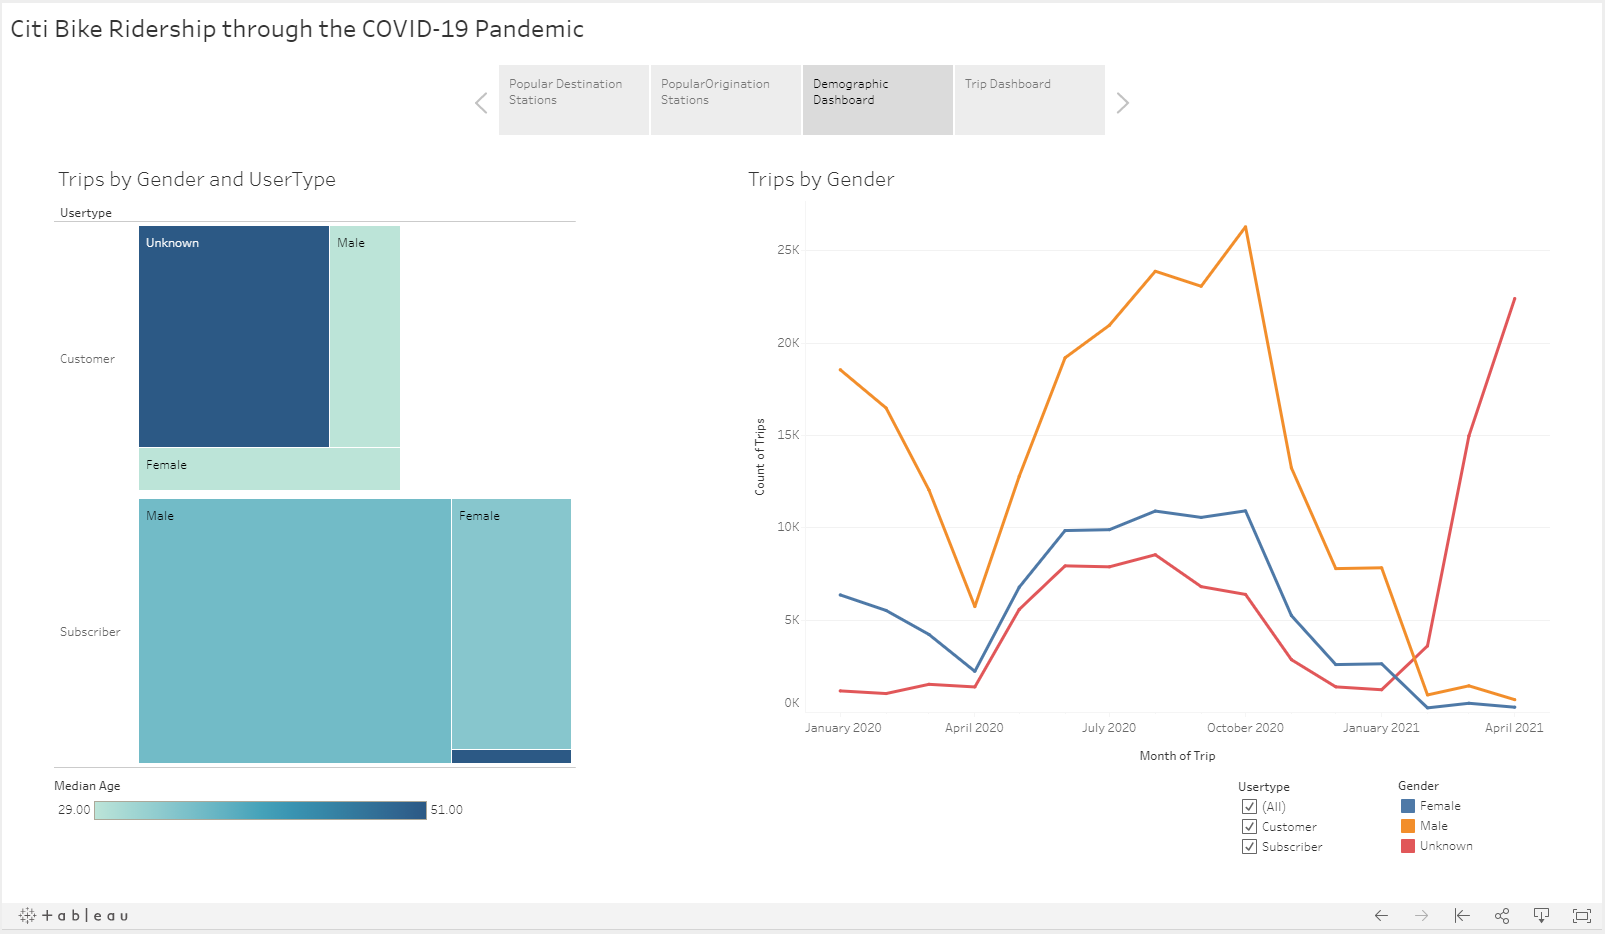 Citi Bike Ridership through the COVID-19 Pandemic
Popular Destination
Stations
PopularOrigination
Stations
Demographic
Dashboard
Trip Dashboard
Trips by Gender and UserType
Usertype
Unknown
Male
Customer
Female
Male
Female
Subscriber
Median Age
29.00
51.00
Trips by Gender
25K
20K
15K
10K
5K
0K
Count of Trips
January 2020
April 2020
July 2020
October 2020
January 2021
April 2021
Month of Trip
Usertype
(All)
Customer
Subscriber
Gender
Female
Male
Unknown
+ a b l e a u